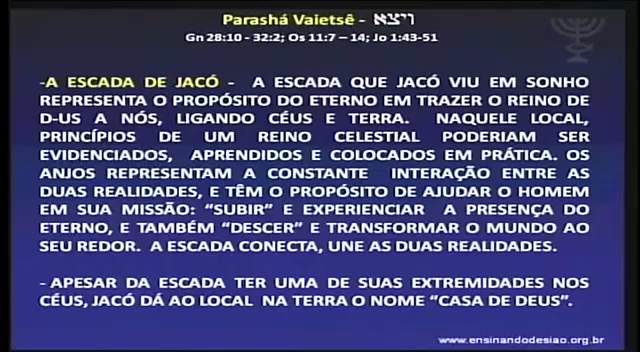 Parashá Vaietsê - ויצא
Gn 28:10 - 32:2; Os 11:7 – 14; Jo 1:43-51
-A ESCADA DE JACÓ - A ESCADA QUE JACÓ VIU EM SONHO
REPRESENTA O PROPÓSITO DO ETERNO EM TRAZER O REINO DE
D-US A NÓS, LIGANDO CÉUS E TERRA. NAQUELE LOCAL,
PRINCÍPIOS DE UM REINO CELESTIAL PODERIAM SER
EVIDENCIADOS, APRENDIDOS E COLOCADOS EM PRÁTICA. OS
ANJOS REPRESENTAM A CONSTANTE INTERAÇÃO ENTRE AS
DUAS REALIDADES, E TÊM O PROPÓSITO DE AJUDAR O HOMEM
EM SUA MISSÃO: “SUBIR” E EXPERIENCIAR A PRESENÇA DO
ETERNO, E TAMBÉM “DESCER” E TRANSFORMAR O MUNDO AO
SEU REDOR. A ESCADA CONECTA, UNE AS DUAS REALIDADES.
- APESAR DA ESCADA TER UMA DE SUAS EXTREMIDADES NOS
CÉUS, JACÓ DÁ AO LOCAL NA TERRA O NOME “CASA DE DEUS”.
www.ensinandodesiao.org.br